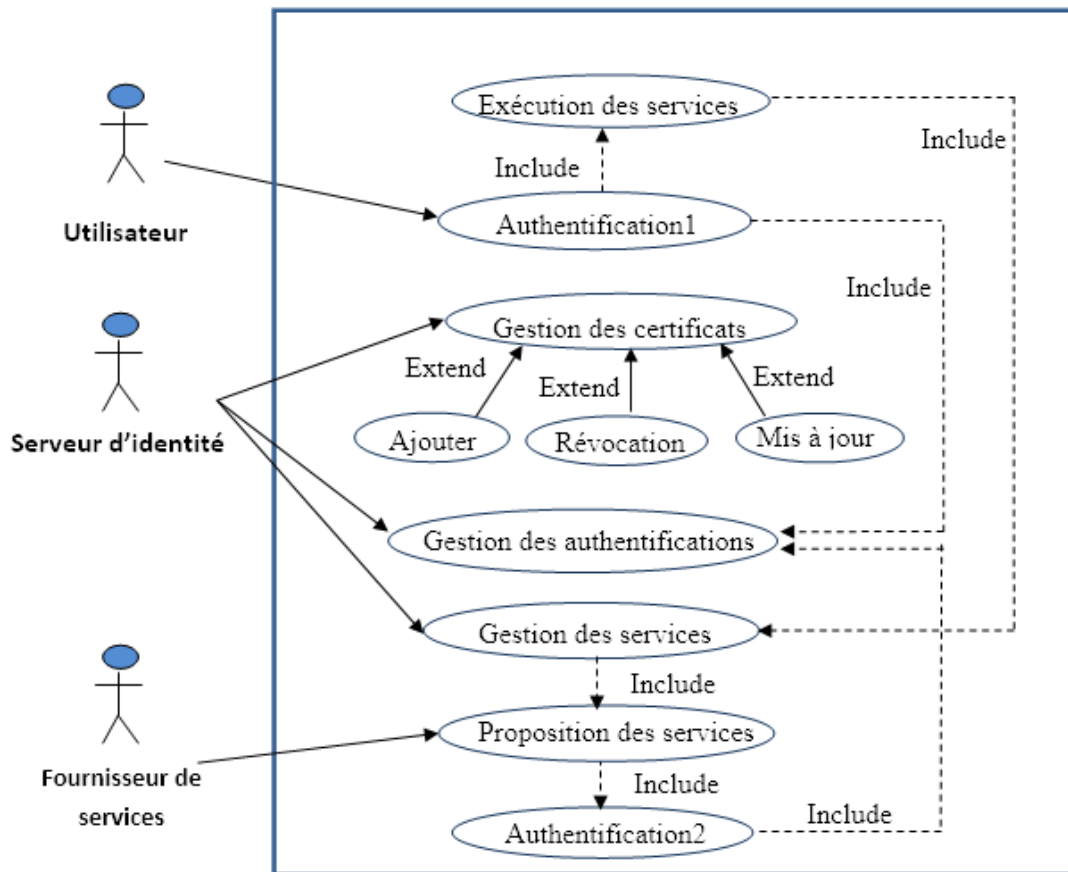 Exécution des services
Include
Include
Utilisateur
Authentification1
Include
Gestion des certificats
Extend
Extend
Extend
Serveur d'identité
Ajouter
Révocation
Mis à jour
Gestion des authentifications
Gestion des services
Include
Proposition des services
Fournisseur de
services
Include
Authentification2
Include